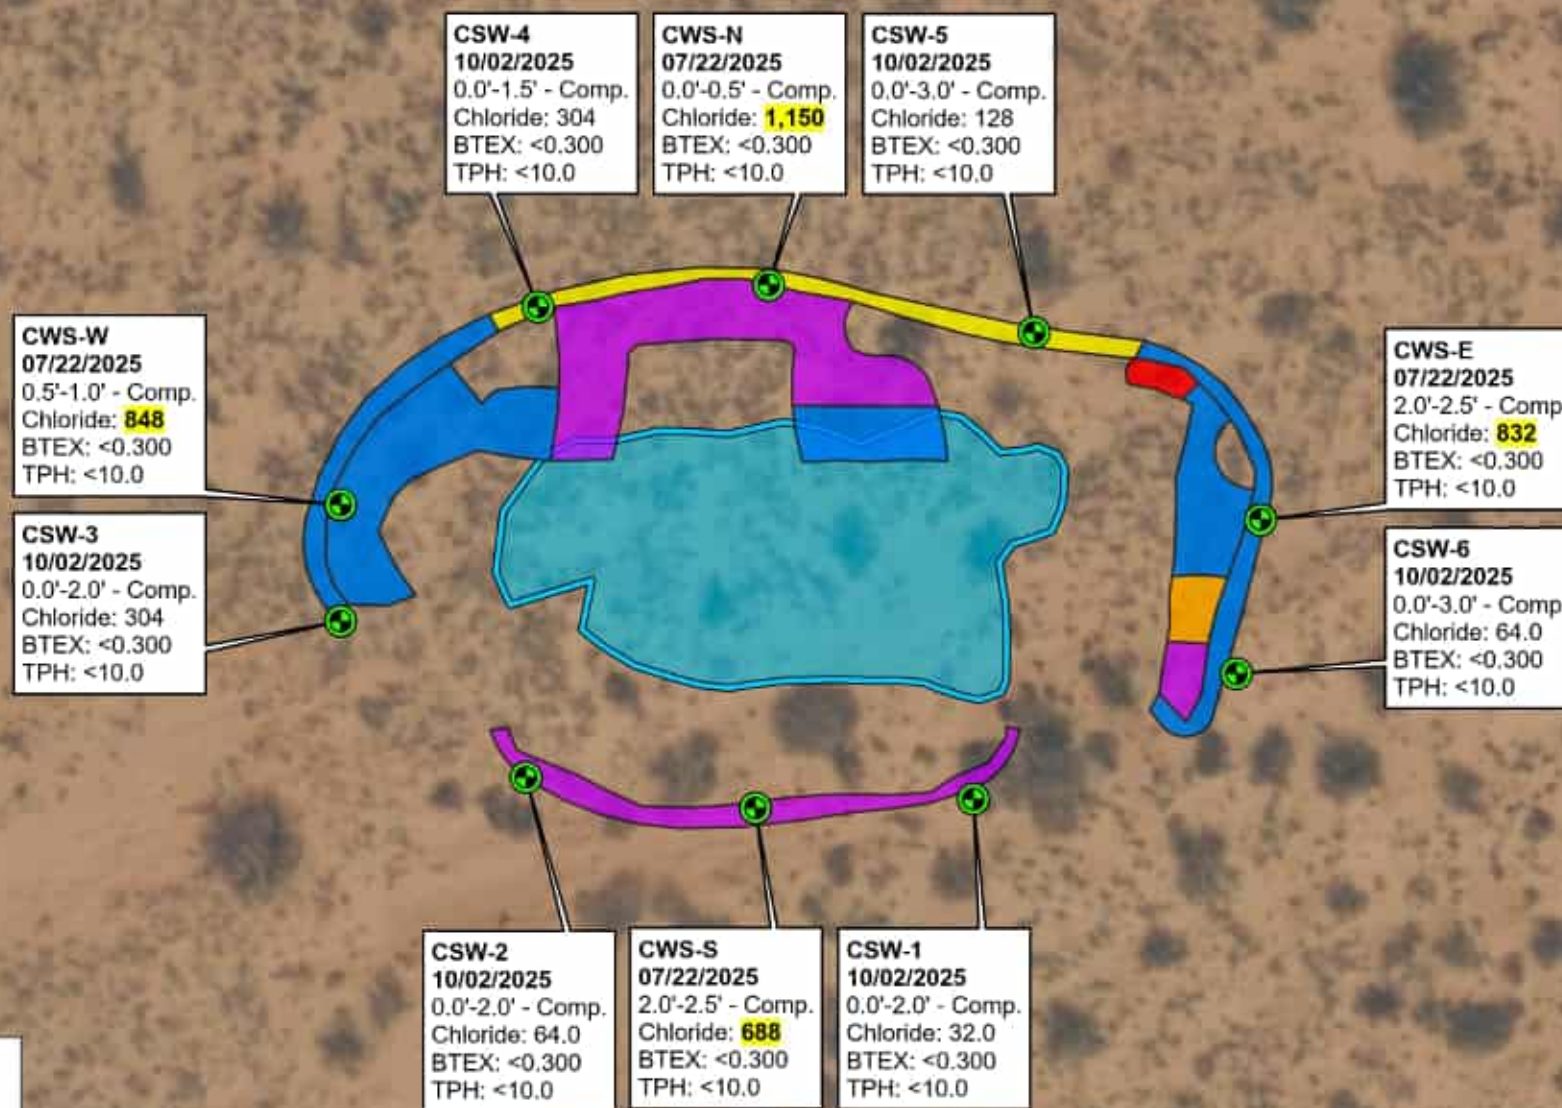 CSW-4
10/02/2025
0.0'-1.5' - Comp.
Chloride: 304
BTEX: <0.300
TPH: <10.0
CWS-N
07/22/2025
0.0'-0.5' - Comp.
Chloride: 1,150
BTEX: <0.300
TPH: <10.0
CSW-5
10/02/2025
0.0'-3.0' - Comp.
Chloride: 128
BTEX: <0.300
TPH: <10.0
CWS-W
07/22/2025
0.5'-1.0' - Comp.
Chloride: 848
BTEX: <0.300
TPH: <10.0
CSW-3
10/02/2025
0.0'-2.0' - Comp.
Chloride: 304
BTEX: <0.300
TPH: <10.0
CWS-E
07/22/2025
2.0'-2.5' - Comp
Chloride: 832
BTEX: <0.300
TPH: <10.0
CSW-6
10/02/2025
0.0'-3.0' - Comp
Chloride: 64.0
BTEX: <0.300
TPH: <10.0
CSW-2
10/02/2025
0.0'-2.0' - Comp.
Chloride: 64.0
BTEX: <0.300
TPH: <10.0
CWS-S
07/22/2025
2.0'-2.5' - Comp.
Chloride: 688
BTEX: <0.300
TPH: <10.0
CSW-1
10/02/2025
0.0'-2.0' - Comp.
Chloride: 32.0
BTEX: <0.300
TPH: <10.0